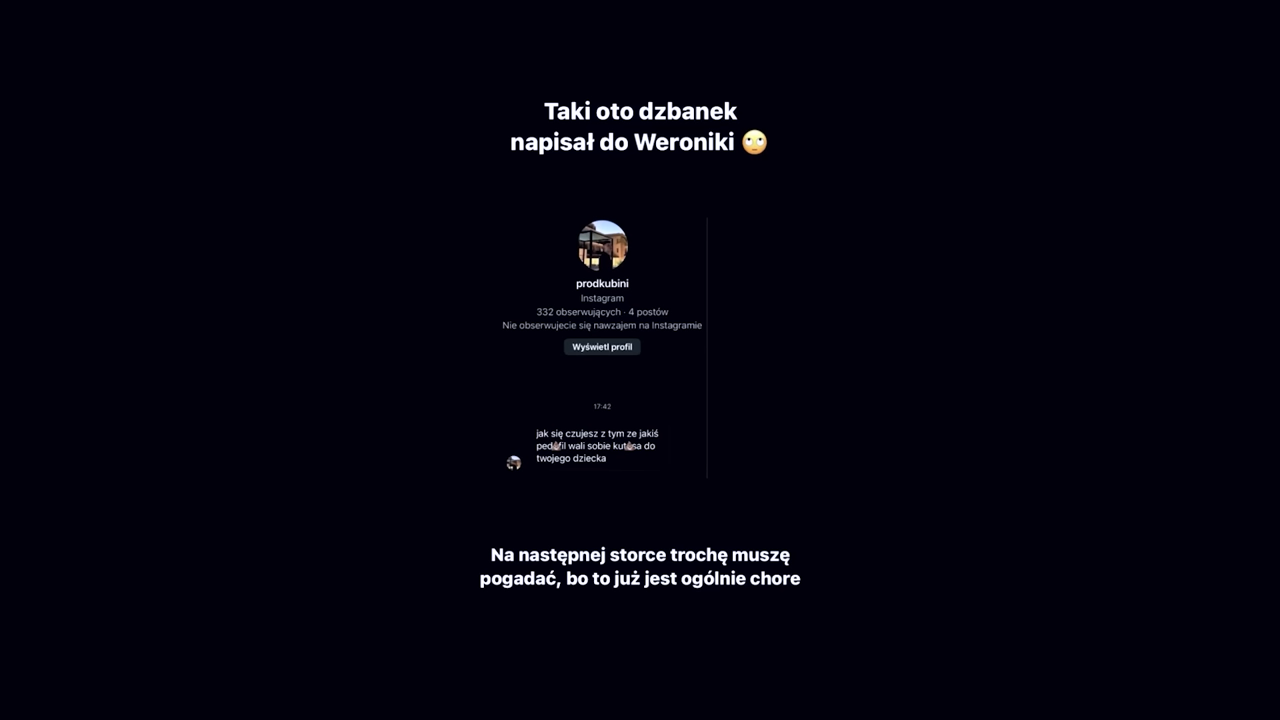 Taki oto dzbanek
napisał do Weroniki 🙄
prodkubini
Instagram
332 obserwujących · 4 postów
Nie obserwujecie się nawzajem na Instagramie
Wyświetl profil
17:42
jak się czujesz z tym ze jakiś
pedofil wali sobie kutasa do
twojego dziecka
Na następnej storce trochę muszę
pogadać, bo to już jest ogólnie chore